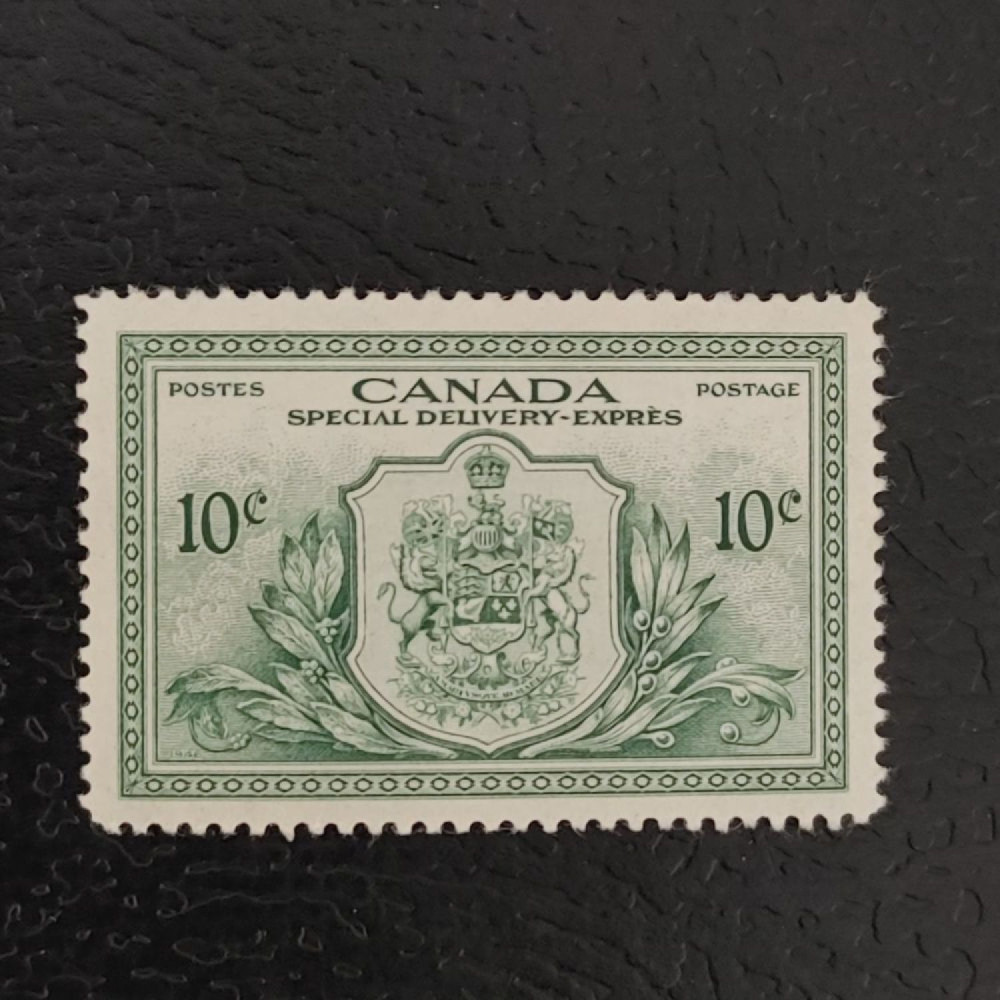 POSTES
CANADA
POSTAGE
SPECIAL DELIVERY-EXPRÈS
10¢
10¢